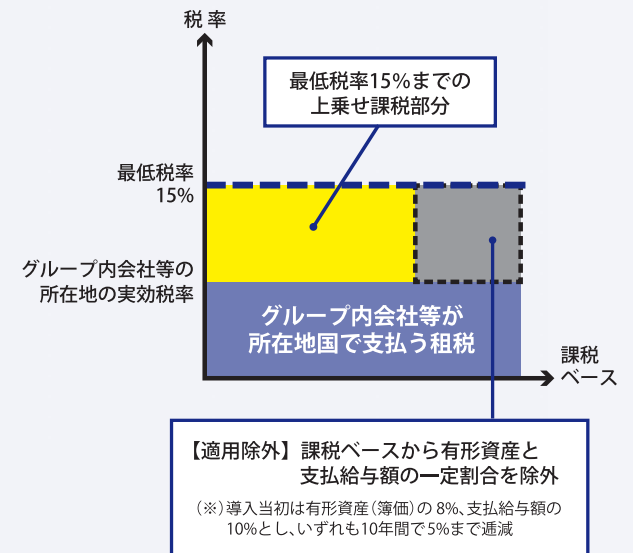 税率
最低税率15%までの
上乗せ課税部分
最低税率
15%
グループ内会社等の
所在地の実効税率
グループ内会社等が
所在地国で支払う租税
課税
ベース
【適用除外】課税ベースから有形資産と
支払給与額の一定割合を除外
（※）導入当初は有形資産（簿価）の8%、支払給与額の
10%とし、いずれも10年間で5%まで逓減